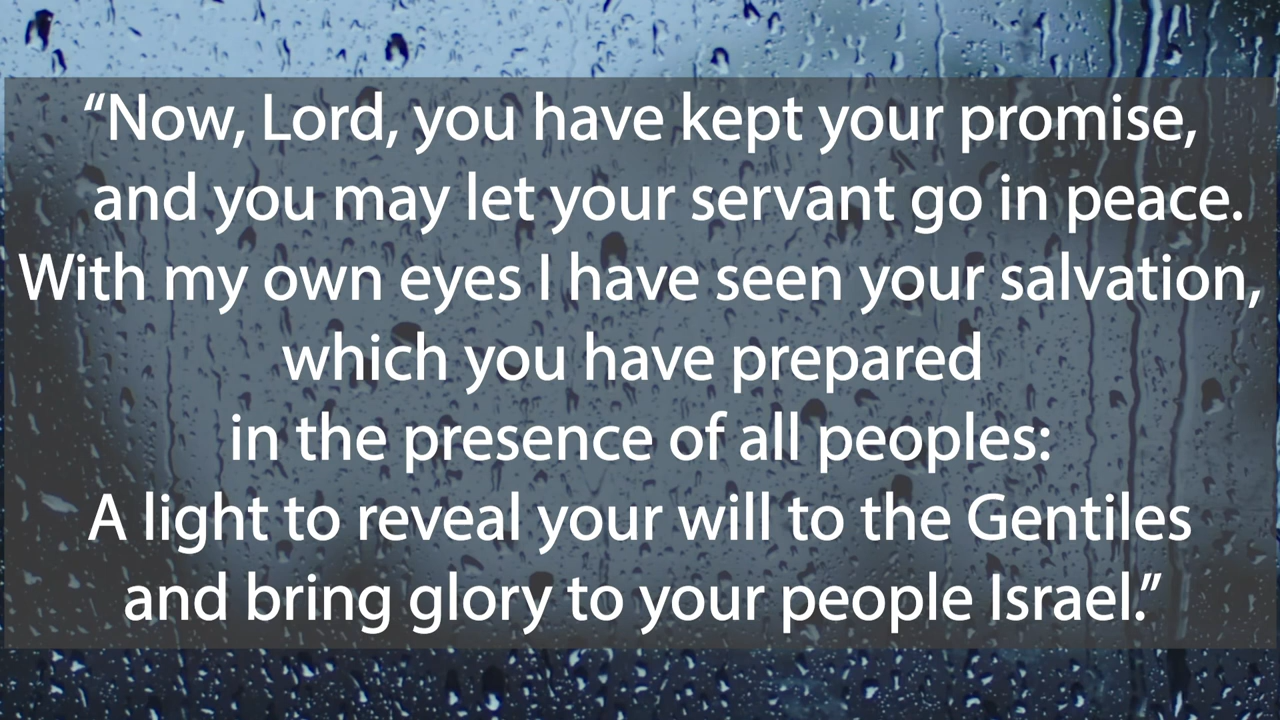 “Now, Lord, you have kept your promise,
and you may let your servant go in peace.
With my own eyes I have seen your salvation,
which you have prepared
in the presence of all peoples:
A light to reveal your will to the Gentiles
and bring glory to your people Israel.”